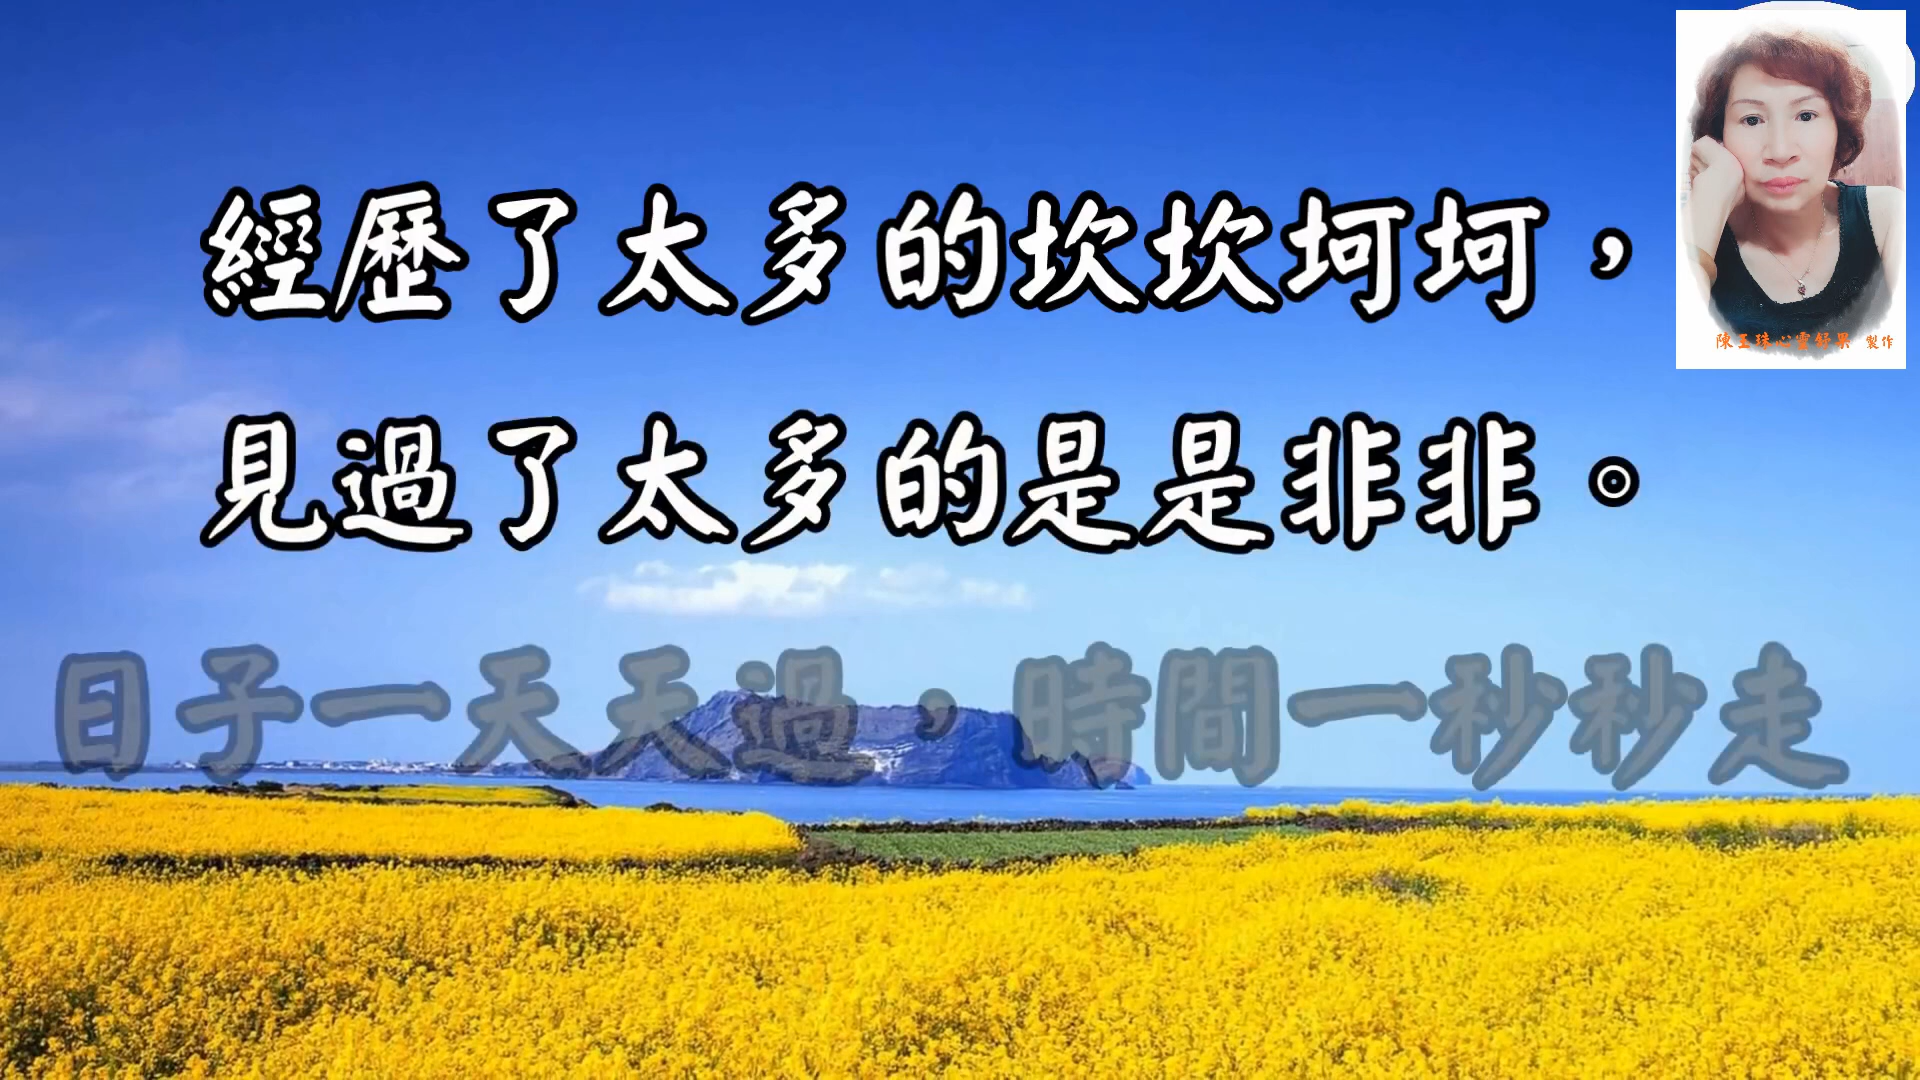 經歷了太多的坎坎坷坷，
見過了太多的是是非非。
日子一天天過，時間一秒秒走
陳玉珠心靈舒果 製作